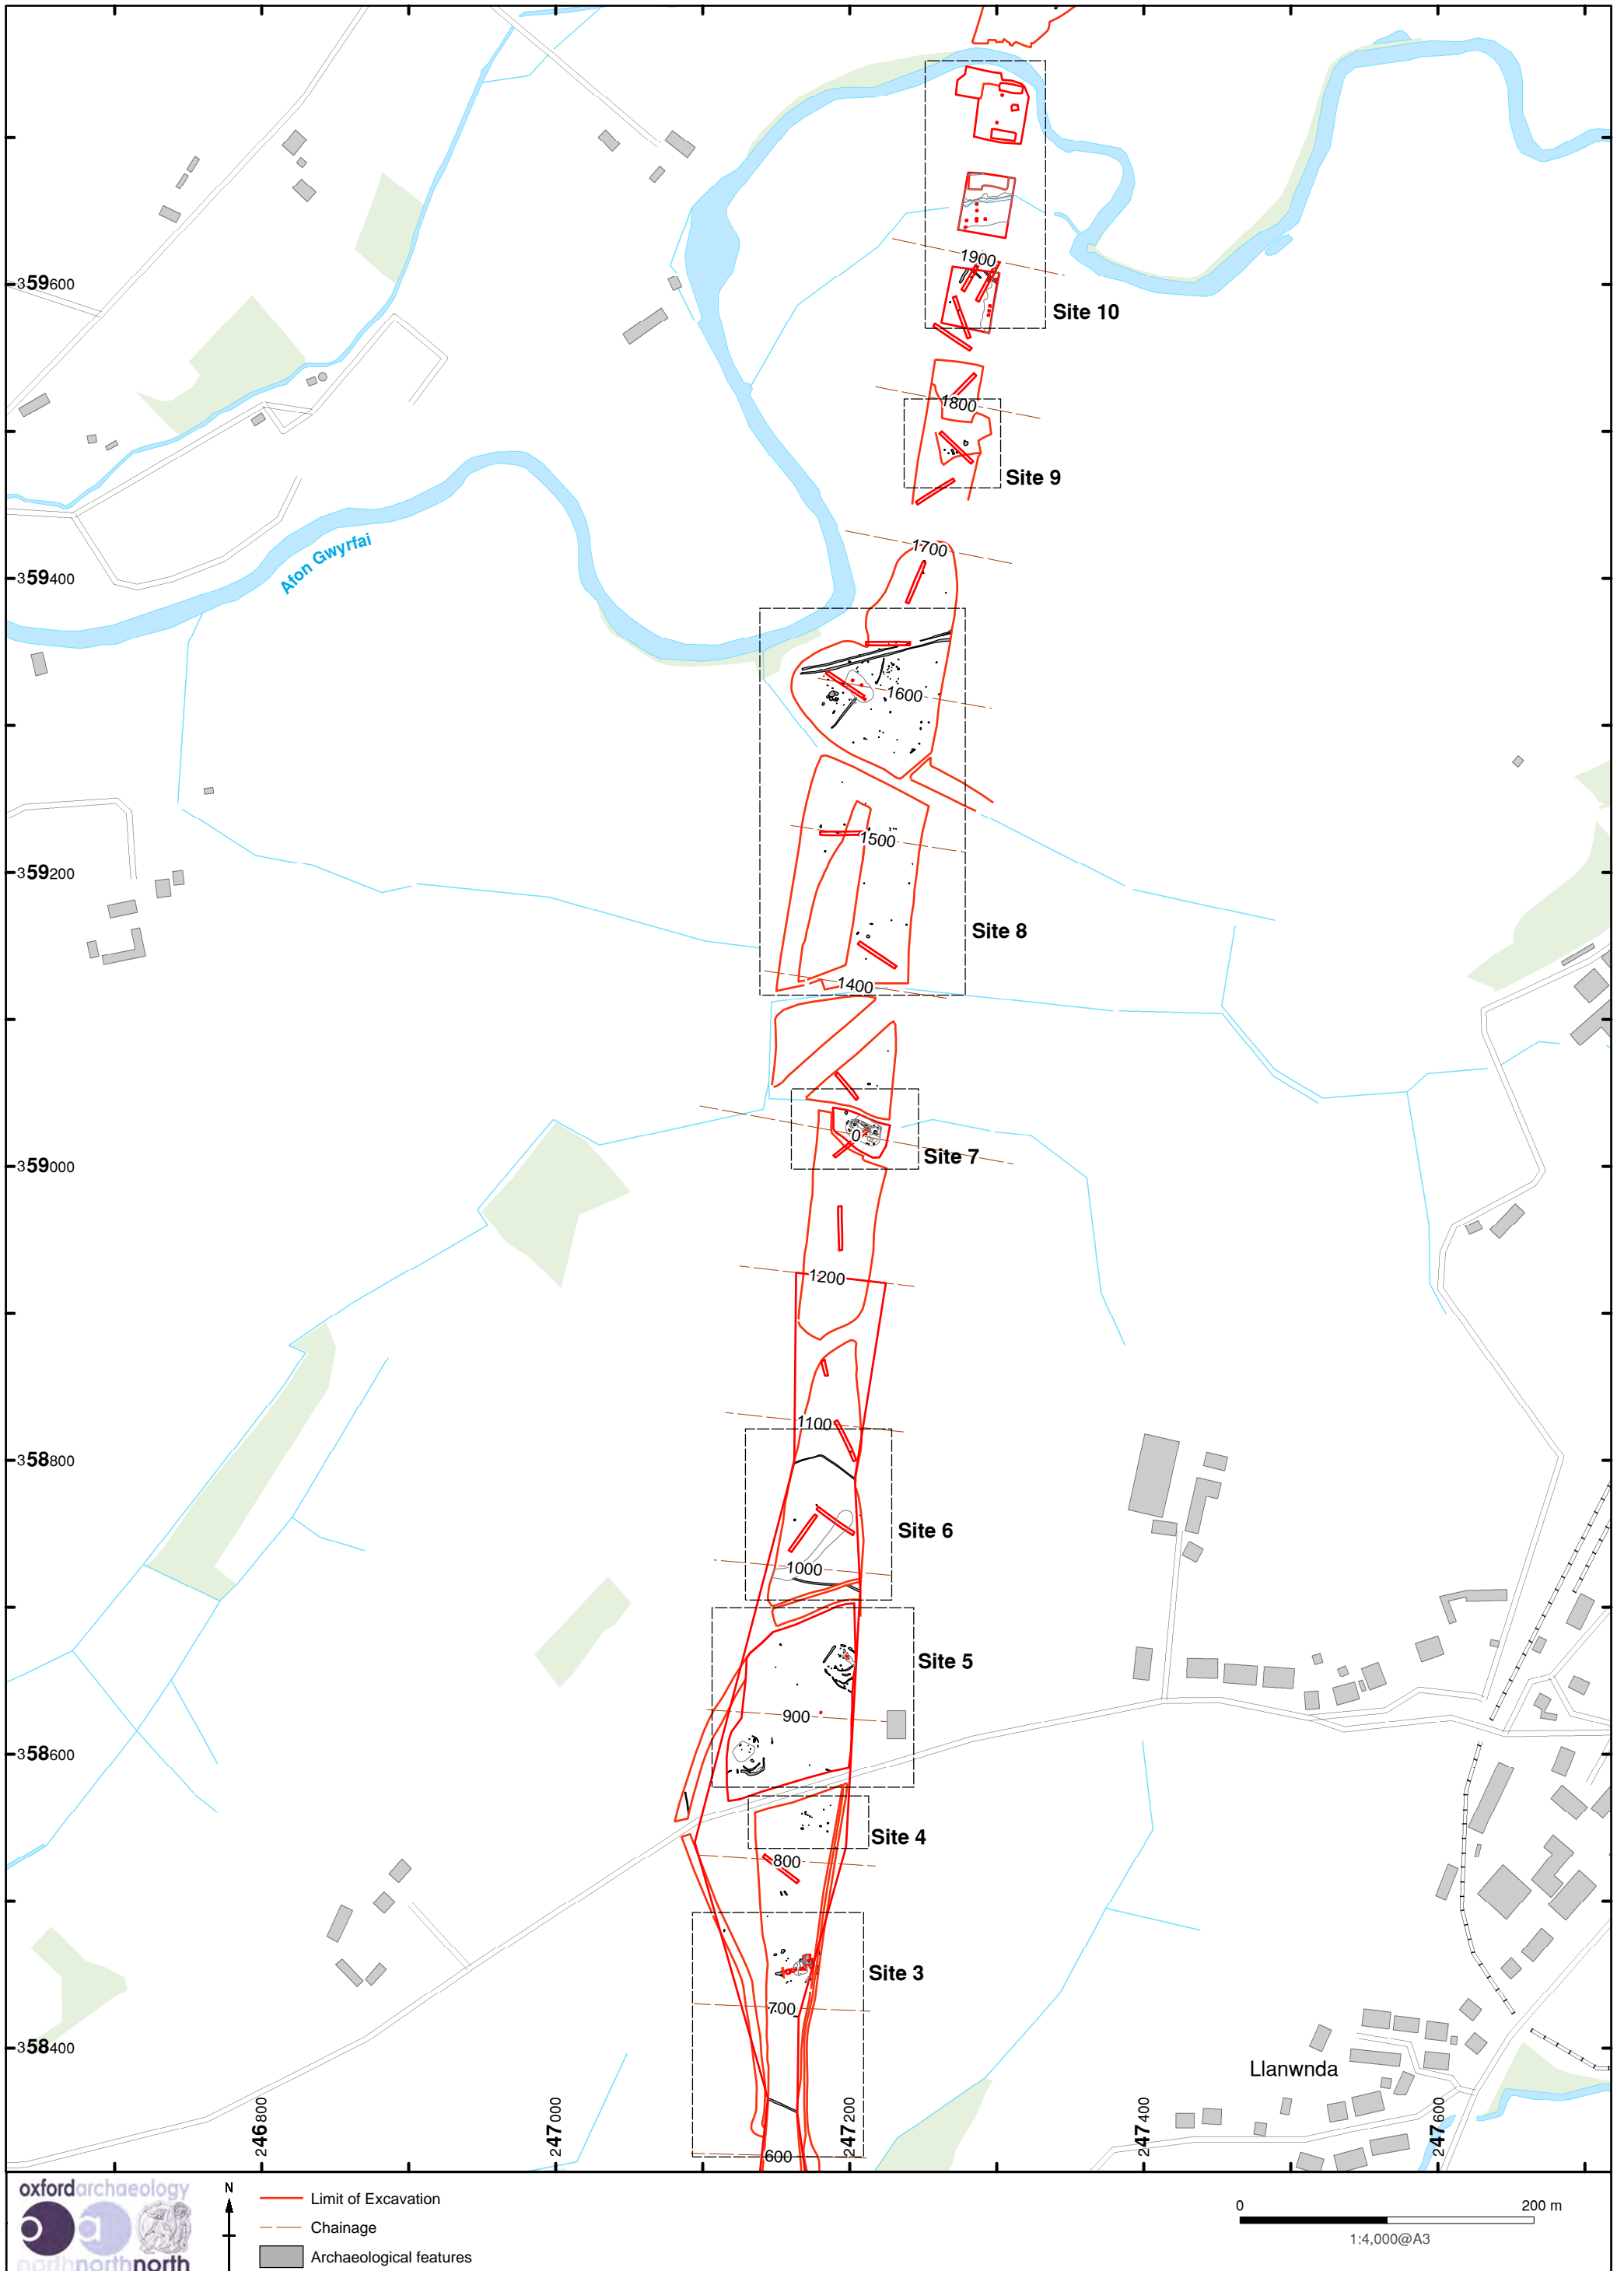 1900
359600
Site 10
1800
Site 9
1700
359400
Afon Gwyrfai
1600
1500
359200
Site 8
1400
0
Site 7
359000
1200
1100
358800
Site 6
1000
Site 5
900
358600
Site 4
800
Site 3
700
358400
Llanwnda
246800
247000
247200
247400
247600
600
oxfordarchaeology
northnorthnorth
N
Limit of Excavation
Chainage
Archaeological features
0 200 m
1:4,000@A3